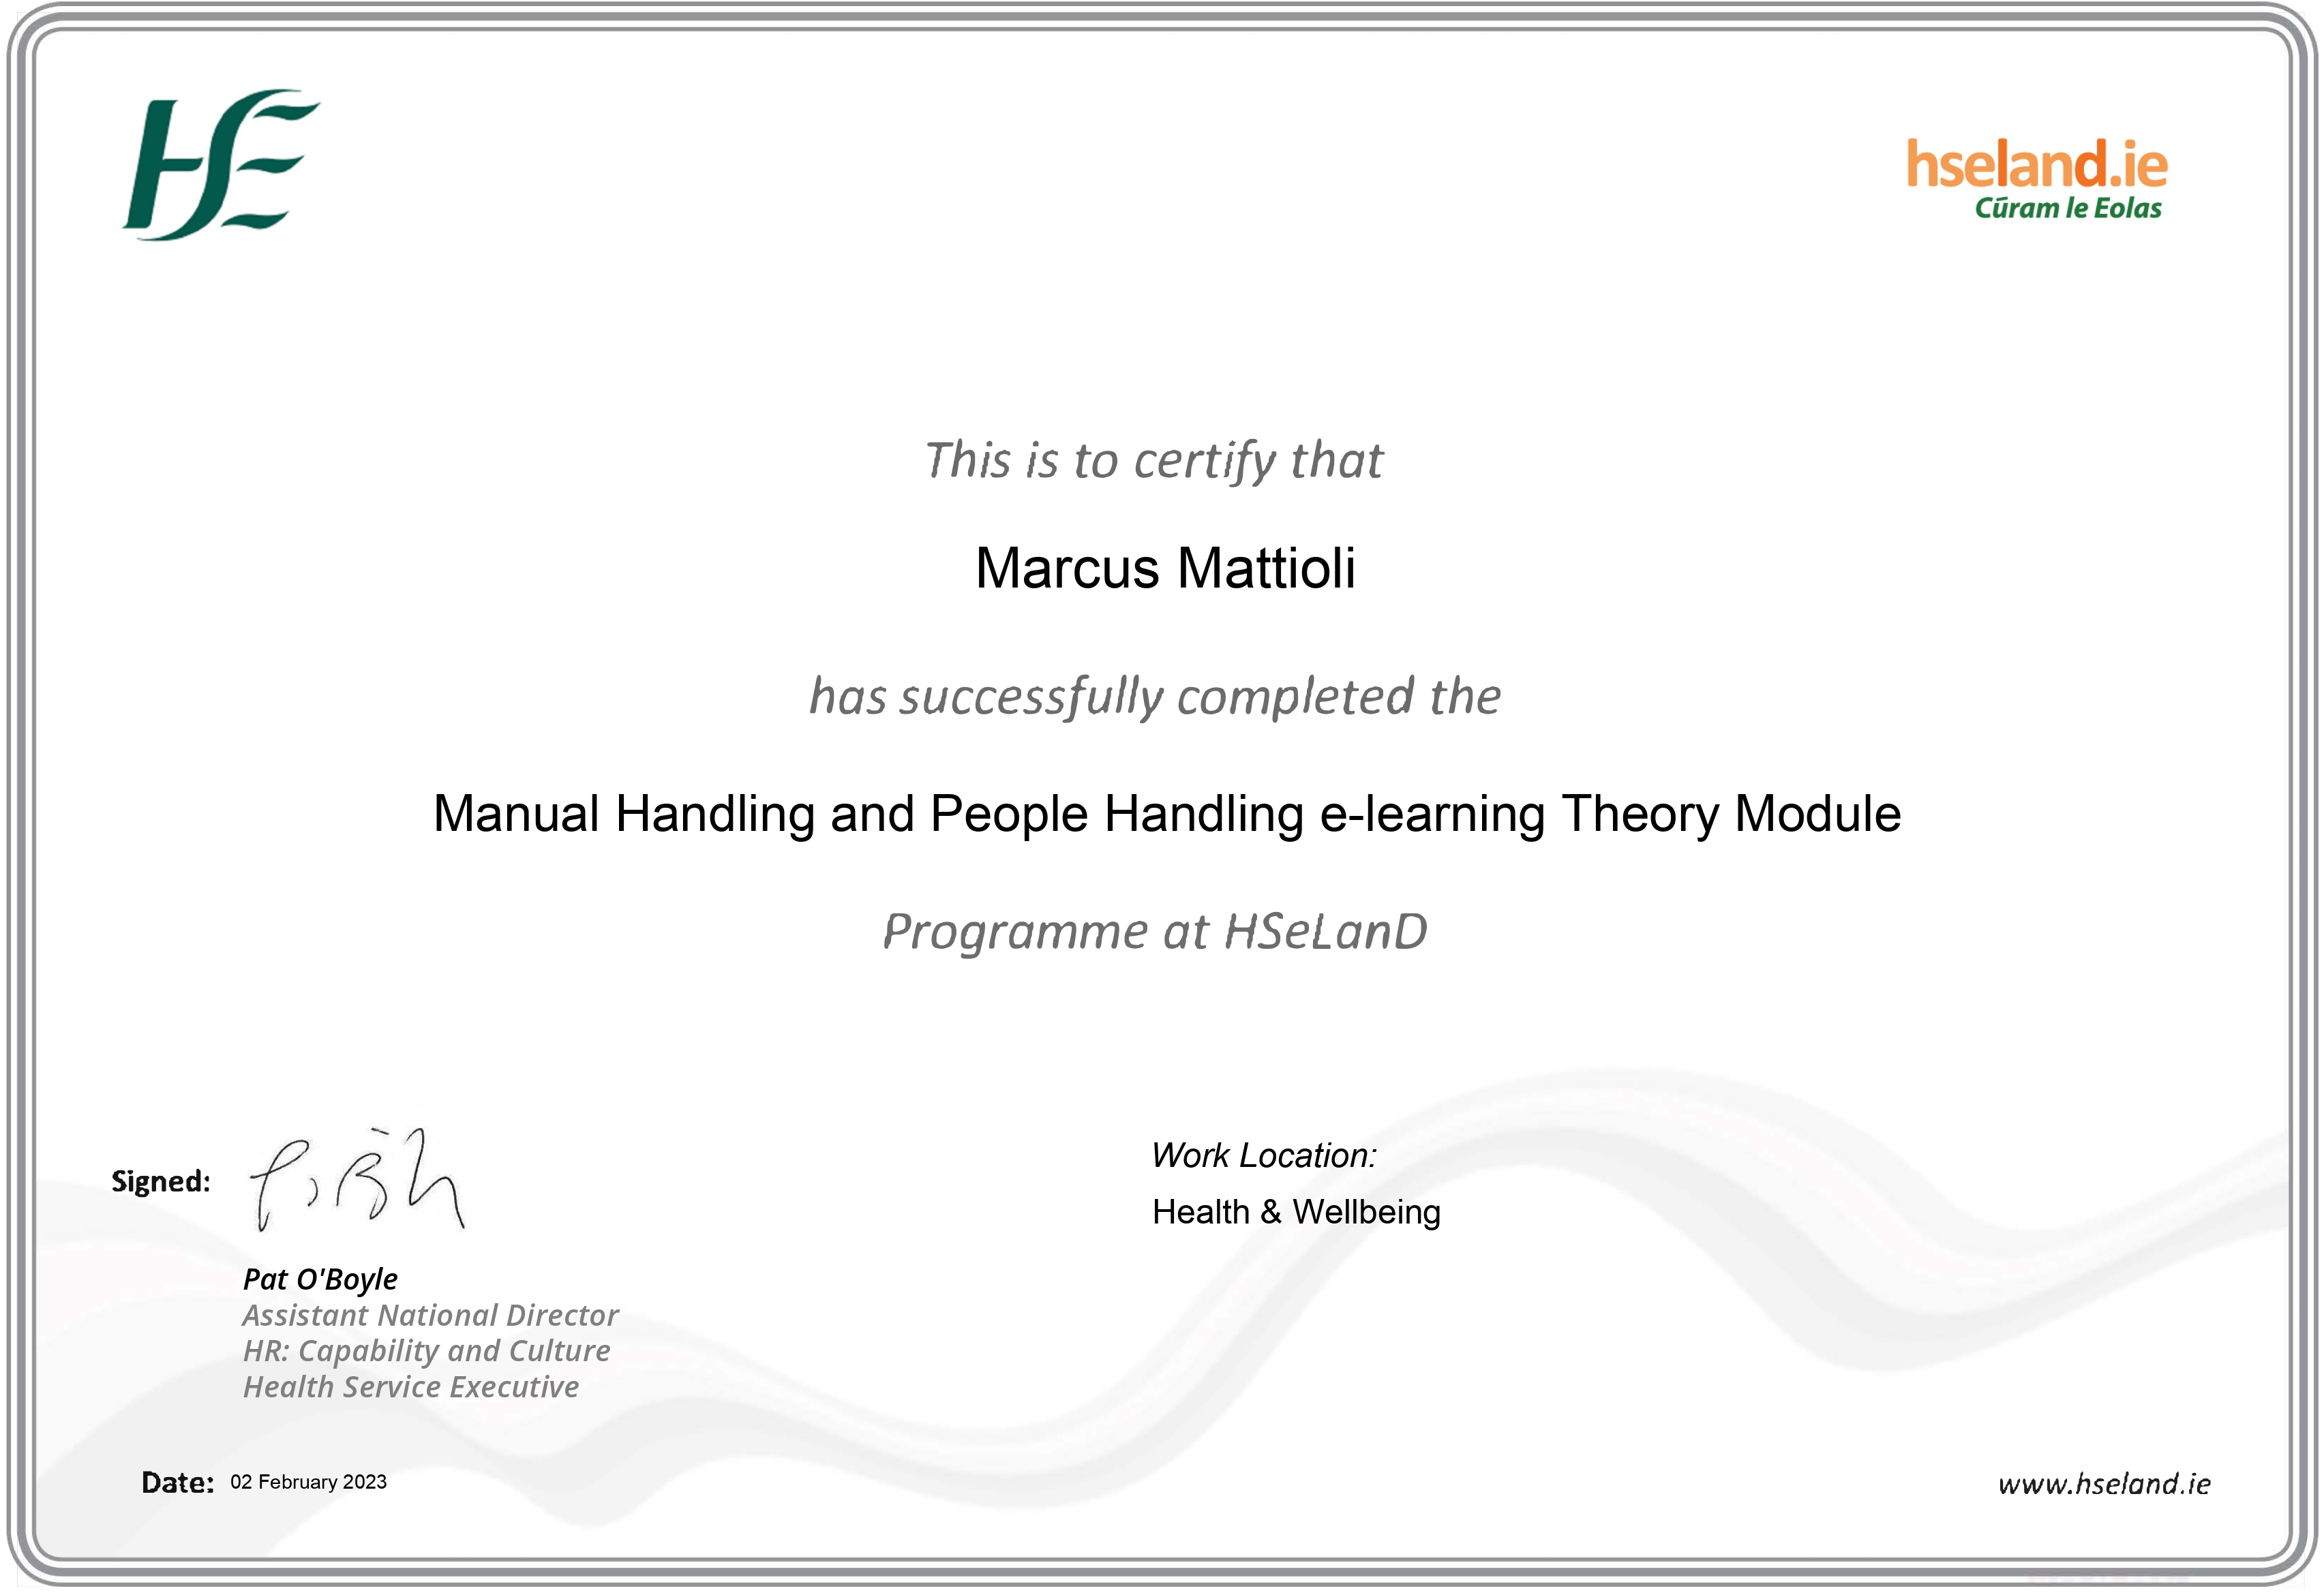 HSE
hseland.ie
Cúram le Eolas
This is to certify that
Marcus Mattioli
has successfully completed the
Manual Handling and People Handling e-learning Theory Module
Programme at HSeLanD
Signed:
Pat O'Boyle
Assistant National Director
HR: Capability and Culture
Health Service Executive
Work Location:
Health & Wellbeing
Date: 02 February 2023
www.hseland.ie